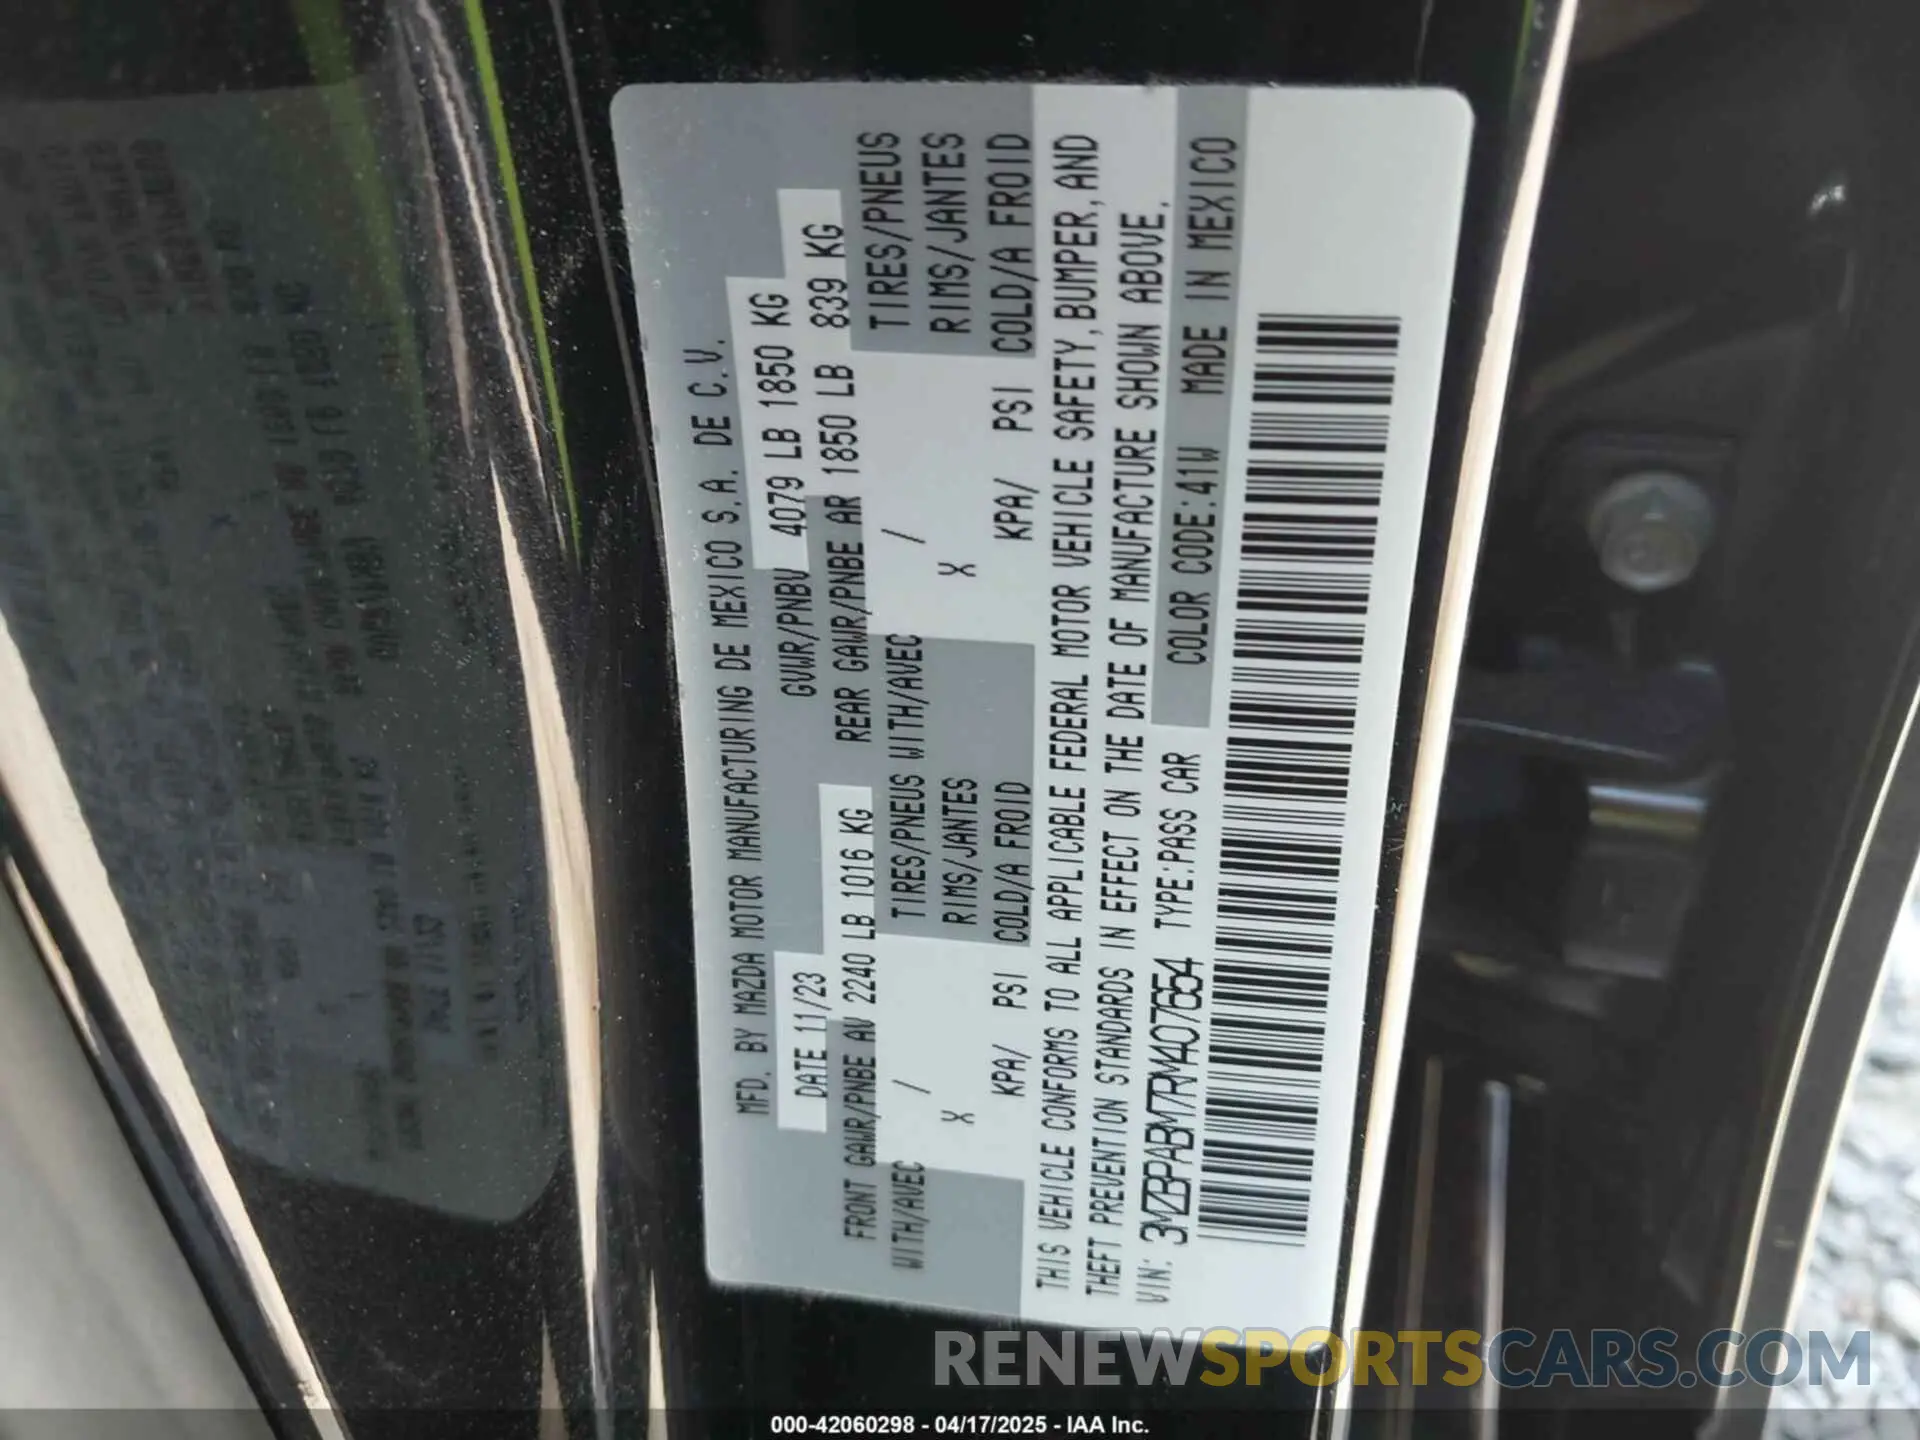 MFD. BY MAZDA MOTOR MANUFACTURING DE MEXICO S.A. DE C.V.
DATE 11/23 GVWR/PNBV 4079 LB 1850 KG
FRONT GAWR/PNBE AV 2240 LB 1016 KG REAR GAWR/PNBE AR 1850 LB 839 KG
WITH/AVEC / TIRES/PNEUS WITH/AVEC / TIRES/PNEUS
X RIMS/JANTES X RIMS/JANTES
KPA/ PSI COLD/A FROID KPA/ PSI COLD/A FROID
THIS VEHICLE CONFORMS TO ALL APPLICABLE FEDERAL MOTOR VEHICLE SAFETY, BUMPER, AND
THEFT PREVENTION STANDARDS IN EFFECT ON THE DATE OF MANUFACTURE SHOWN ABOVE.
VIN: 3MZBPABM7RM407654 TYPE:PASS CAR COLOR CODE:41W MADE IN MEXICO
RENEWSPORTSCARS.COM
000-42060298 - 04/17/2025 - IAA Inc.